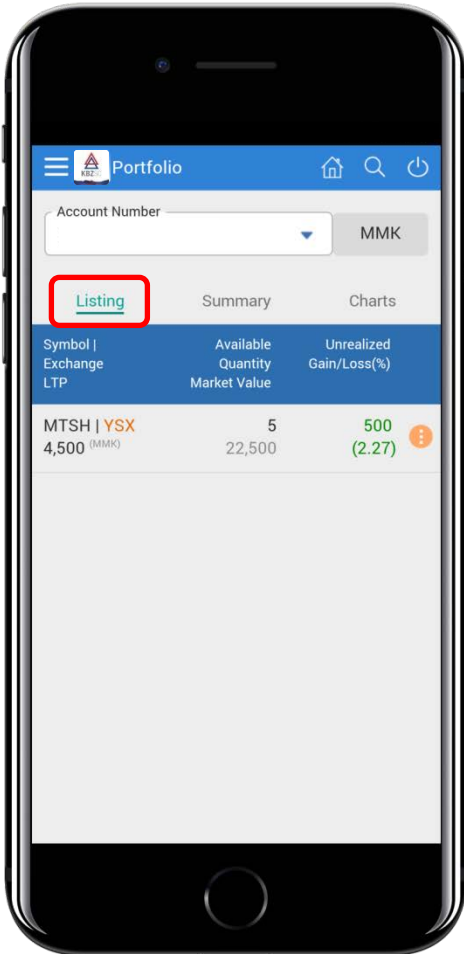 KBZSC Portfolio
Account Number
MMK
Listing Summary Charts
Symbol | Available Unrealized
Exchange Quantity Gain/Loss(%)
LTP Market Value
MTSH | YSX 5 500
4,500 (MMK) 22,500 (2.27)